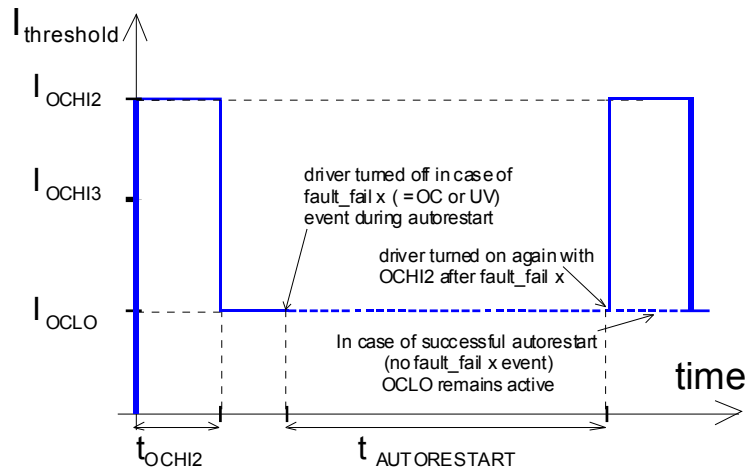 I threshold
I OCHI2
I OCHI3
driver turned off in case of
fault_fail x ( = OC or UV)
event during autorestart
driver turned on again with
OCHI2 after fault_fail x
I OCLO
In case of successful autorestart
(no fault_fail x event)
OCLO remains active
time
t OCHI2
t AUTORESTART